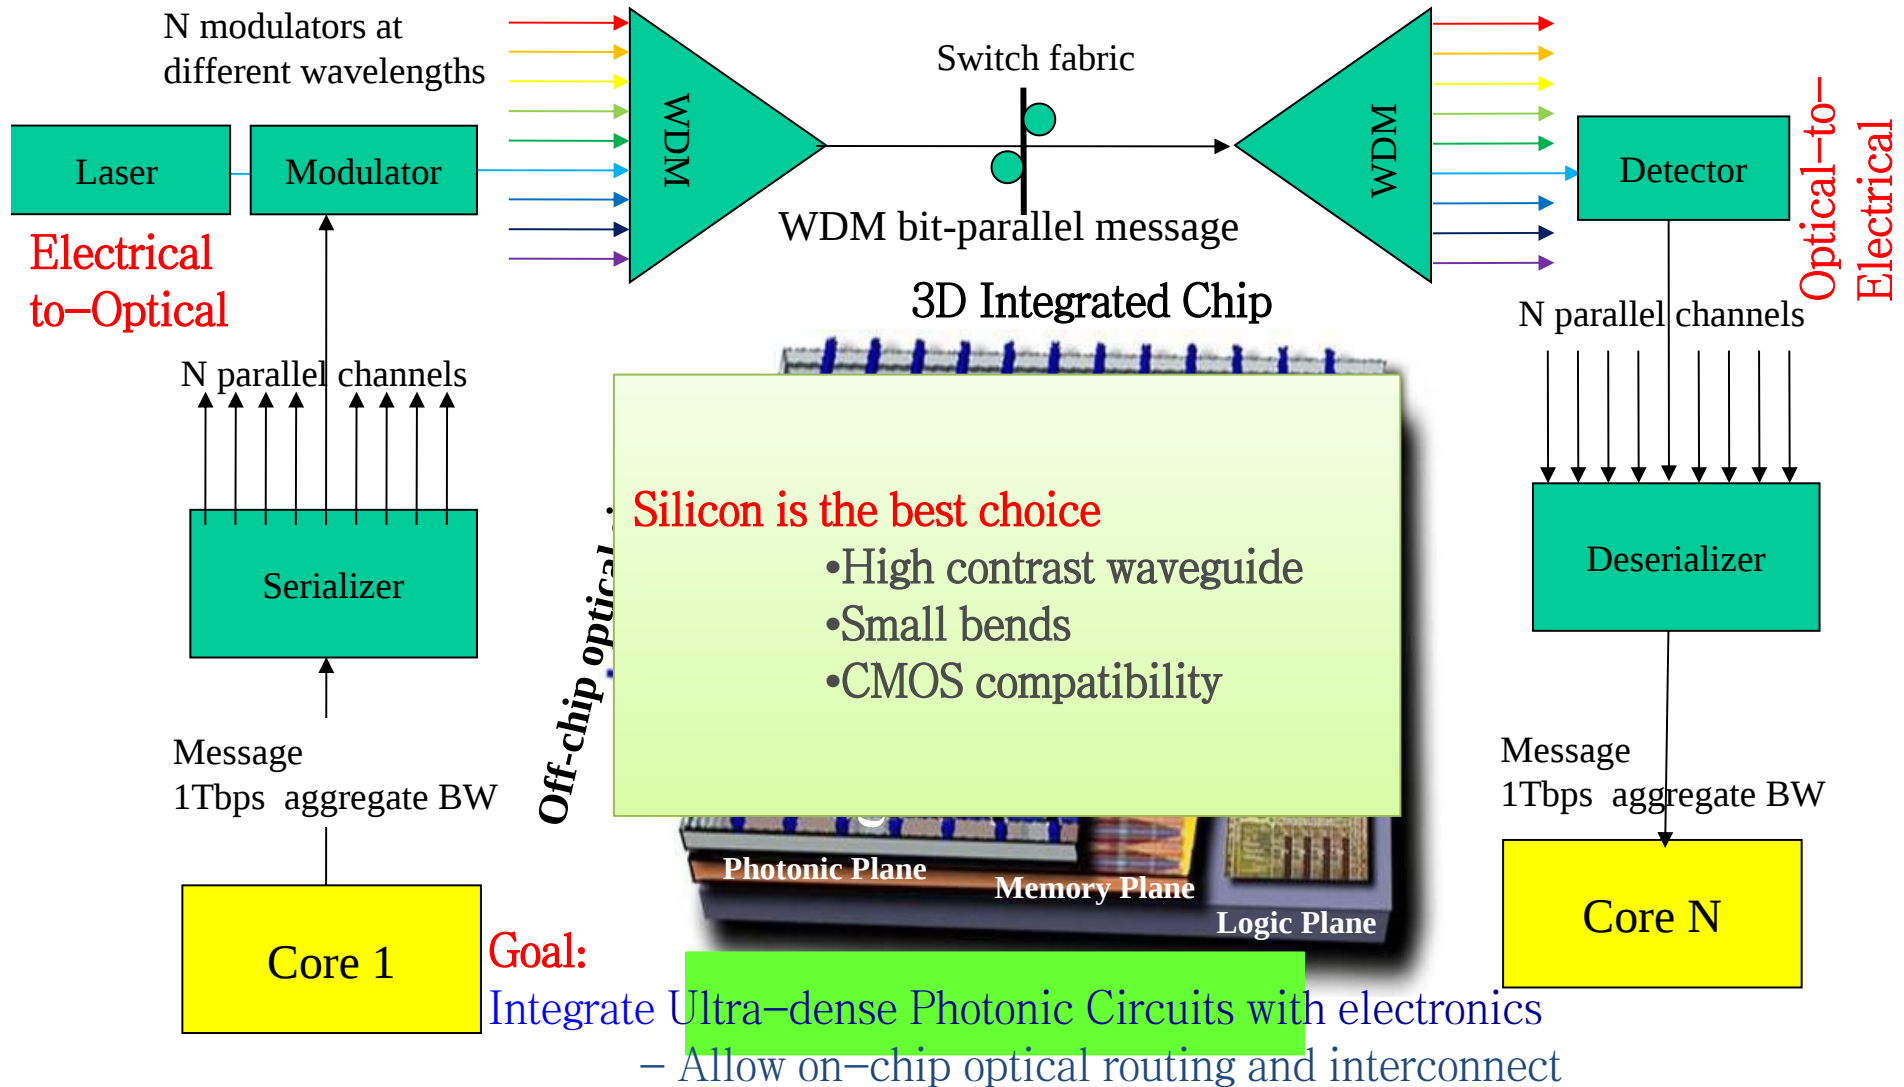 N modulators at
different wavelengths
Laser
Modulator
WDM
Switch fabric
WDM bit-parallel message
WDM
Detector
Optical-to-
Electrical
Electrical
to-Optical
3D Integrated Chip
N parallel channels
N parallel channels
Serializer
Deserializer
Off-chip optical
Silicon is the best choice
•High contrast waveguide
•Small bends
•CMOS compatibility
Message
1Tbps aggregate BW
Message
1Tbps aggregate BW
Photonic Plane
Memory Plane
Logic Plane
Core 1
Core N
Goal:
Integrate Ultra-dense Photonic Circuits with electronics
- Allow on-chip optical routing and interconnect